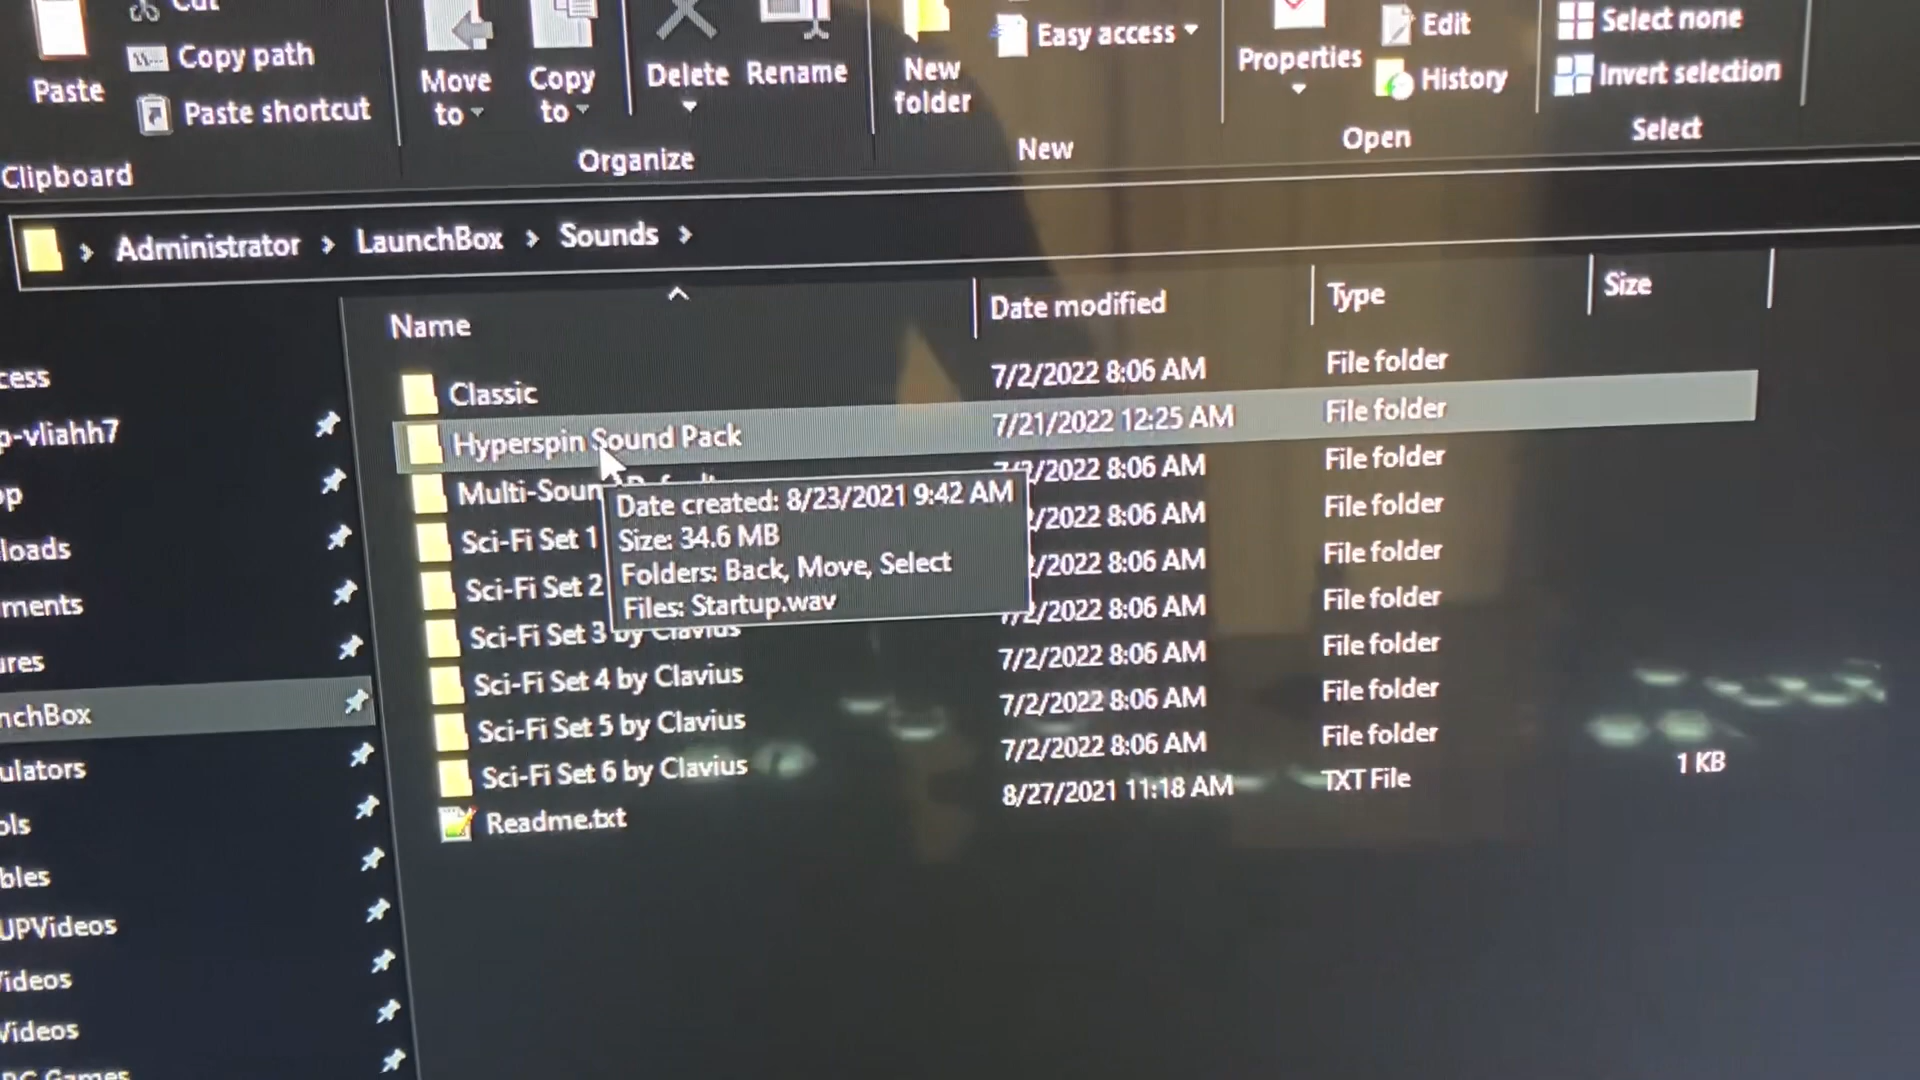 Cut
Copy path
Paste
Paste shortcut
Clipboard
Move to
Copy to
Delete
Rename
Organize
New folder
Easy access
New
Properties
Edit
History
Open
Select none
Invert selection
Select
Administrator > LaunchBox > Sounds >
Name Date modified Type Size
Classic 7/2/2022 8:06 AM File folder
Hyperspin Sound Pack 7/21/2022 12:25 AM File folder
Multi-Sound Default 7/2/2022 8:06 AM File folder
Sci-Fi Set 1 2/2022 8:06 AM File folder
Sci-Fi Set 2 2/2022 8:06 AM File folder
Sci-Fi Set 3 by Clavius 7/2/2022 8:06 AM File folder
Sci-Fi Set 4 by Clavius 7/2/2022 8:06 AM File folder
Sci-Fi Set 5 by Clavius 7/2/2022 8:06 AM File folder
Sci-Fi Set 6 by Clavius 7/2/2022 8:06 AM File folder
Readme.txt 8/27/2021 11:18 AM TXT File 1 KB
Date created: 8/23/2021 9:42 AM
Size: 34.6 MB
Folders: Back, Move, Select
Files: Startup.wav
cess
p-vliahh7
op
loads
ments
ures
nchBox
ulators
ols
bles
UPVideos
Videos
Videos
PC Games